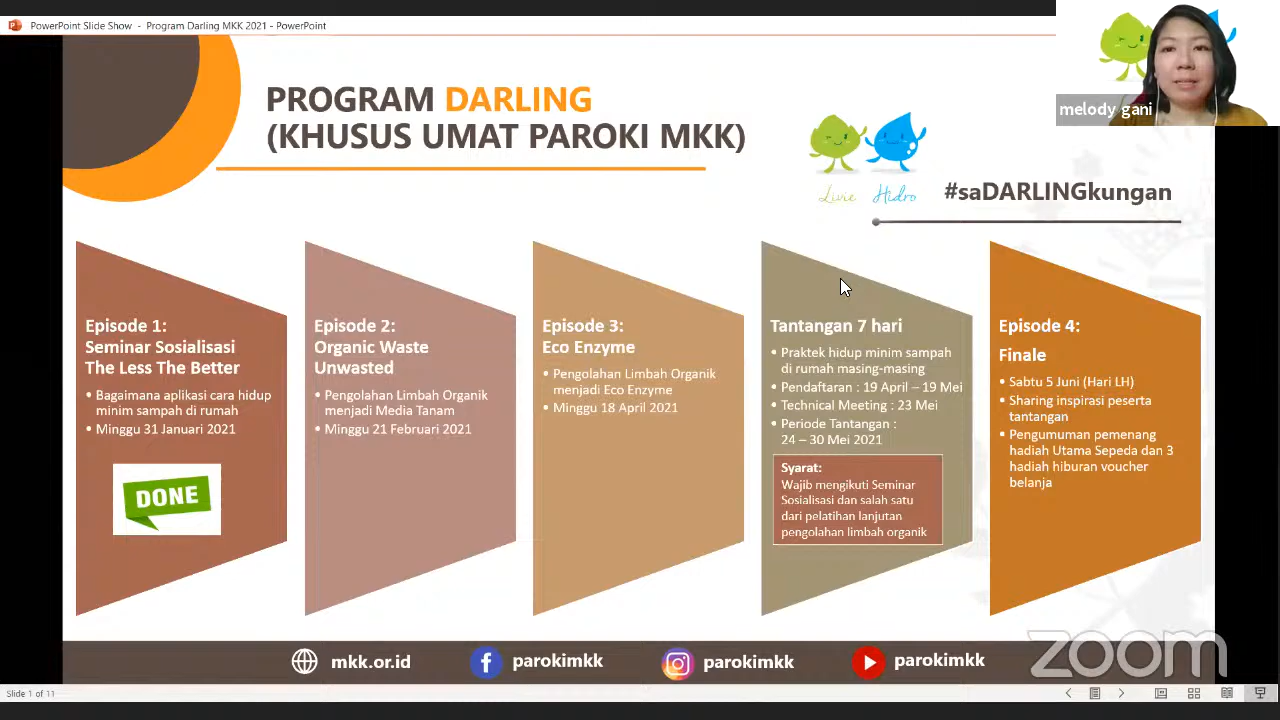 PowerPoint Slide Show - Program Darling MKK 2021 - PowerPoint
melody gani
PROGRAM DARLING
(KHUSUS UMAT PAROKI MKK)
Livie Hidro
#saDARLINGkungan
Episode 1:
Seminar Sosialisasi
The Less The Better
• Bagaimana aplikasi cara hidup
minim sampah di rumah
• Minggu 31 Januari 2021
DONE
Episode 2:
Organic Waste
Unwasted
• Pengolahan Limbah Organik
menjadi Media Tanam
• Minggu 21 Februari 2021
Episode 3:
Eco Enzyme
• Pengolahan Limbah Organik
menjadi Eco Enzyme
• Minggu 18 April 2021
Tantangan 7 hari
• Praktek hidup minim sampah
di rumah masing-masing
• Pendaftaran : 19 April – 19 Mei
• Technical Meeting : 23 Mei
• Periode Tantangan :
24 – 30 Mei 2021
Syarat:
Wajib mengikuti Seminar
Sosialisasi dan salah satu
dari pelatihan lanjutan
pengolahan limbah organik
Episode 4:
Finale
• Sabtu 5 Juni (Hari LH)
• Sharing inspirasi peserta
tantangan
• Pengumuman pemenang
hadiah Utama Sepeda dan 3
hadiah hiburan voucher
belanja
mkk.or.id
parokimkk
parokimkk
parokimkk
zoom
Slide 1 of 11